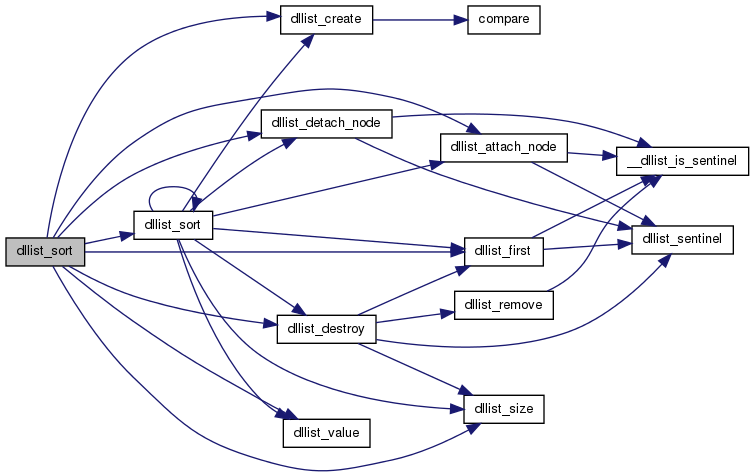 dllist_create
compare
dllist_detach_node
dllist_attach_node
__dllist_is_sentinel
dllist_sort
dllist_sort
dllist_first
dllist_sentinel
dllist_remove
dllist_destroy
dllist_size
dllist_value